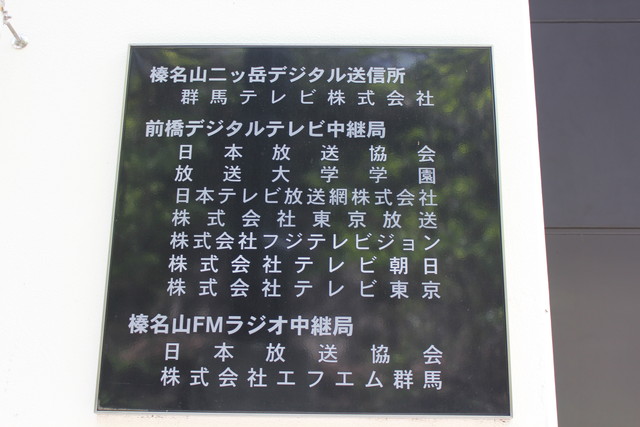 榛名山二ッ岳デジタル送信所
群馬テレビ株式会社
前橋デジタルテレビ中継局
日本放送協会
放送大学学園
日本テレビ放送網株式会社
株式会社東京放送
株式会社フジテレビジョン
株式会社テレビ朝日
株式会社テレビ東京
榛名山FMラジオ中継局
日本放送協会
株式会社エフエム群馬